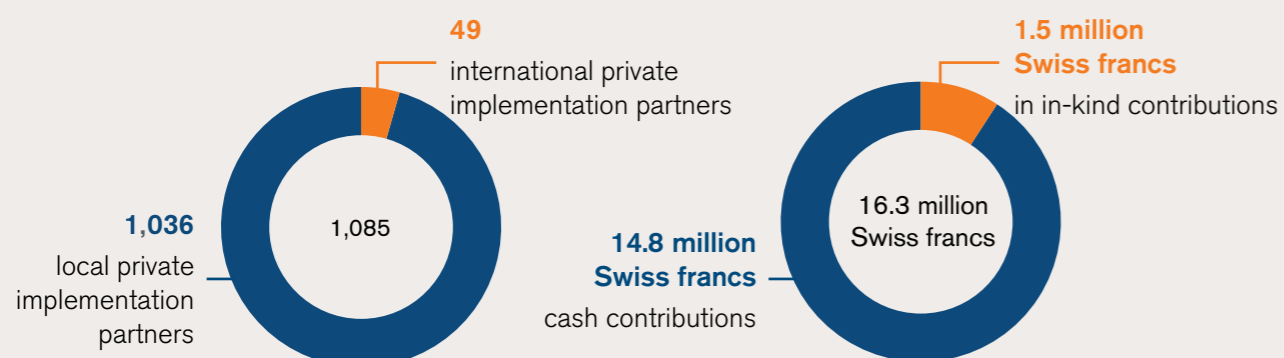 49
international private
implementation partners
1,085
1,036
local private
implementation
partners
1.5 million
Swiss francs
in in-kind contributions
16.3 million
Swiss francs
14.8 million
Swiss francs
cash contributions